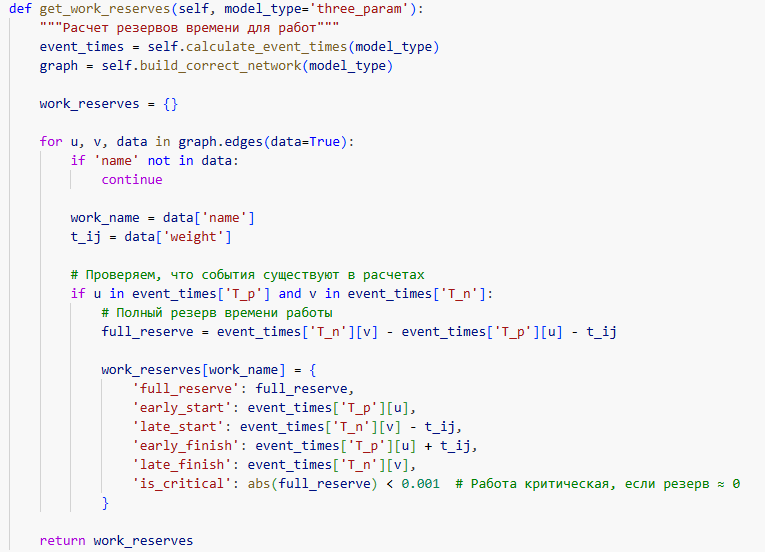 def get_work_reserves(self, model_type='three_param'):
    """Расчет резервов времени для работ"""
    event_times = self.calculate_event_times(model_type)
    graph = self.build_correct_network(model_type)

    work_reserves = {}

    for u, v, data in graph.edges(data=True):
        if 'name' not in data:
            continue

        work_name = data['name']
        t_ij = data['weight']

        # Проверяем, что события существуют в расчетах
        if u in event_times['T_p'] and v in event_times['T_n']:
            # Полный резерв времени работы
            full_reserve = event_times['T_n'][v] - event_times['T_p'][u] - t_ij

            work_reserves[work_name] = {
                'full_reserve': full_reserve,
                'early_start': event_times['T_p'][u],
                'late_start': event_times['T_n'][v] - t_ij,
                'early_finish': event_times['T_p'][u] + t_ij,
                'late_finish': event_times['T_n'][v],
                'is_critical': abs(full_reserve) < 0.001  # Работа критическая, если резерв ≈ 0
            }

    return work_reserves